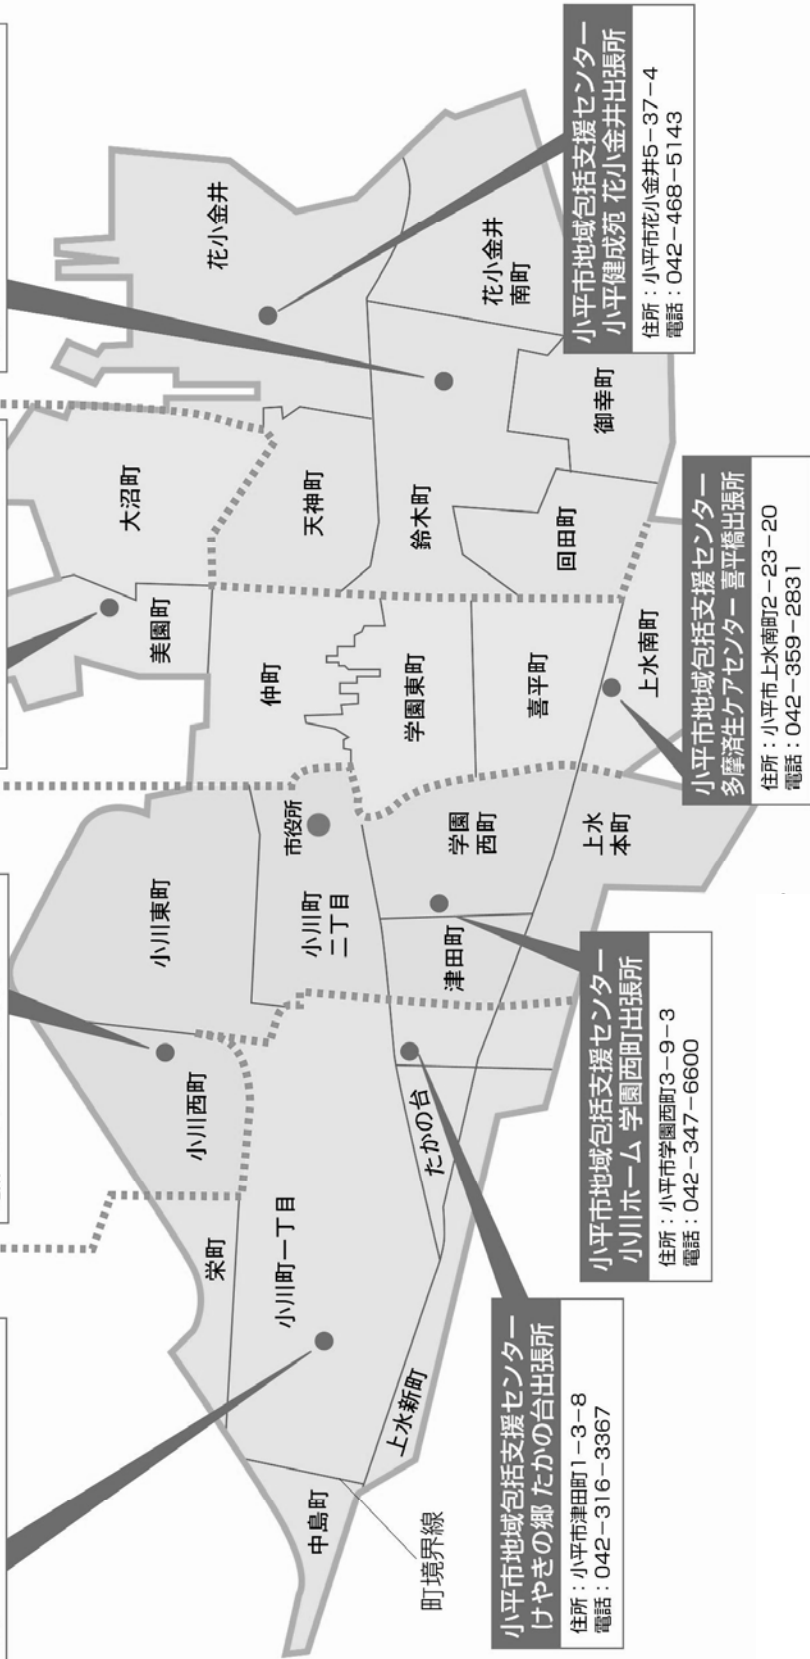 中島町
栄町
小川町一丁目
上水新町
町境界線
小川西町
たかの台
小川東町
小川町
二丁目
市役所
津田町
学園
西町
上水
本町
美園町
仲町
学園東町
喜平町
上水南町
大沼町
天神町
鈴木町
回田町
御幸町
花小金井
花小金井
南町
小平市地域包括支援センター
けやきの郷 たかの台出張所
住所：小平市津田町1－3－8
電話：042－316－3367
小平市地域包括支援センター
小川ホーム 学園西町出張所
住所：小平市学園西町3－9－3
電話：042－347－6600
小平市地域包括支援センター
多摩済生ケアセンター 喜平橋出張所
住所：小平市上水南町2－23－20
電話：042－359－2831
小平市地域包括支援センター
小平健成苑 花小金井出張所
住所：小平市花小金井5－37－4
電話：042－468－5143